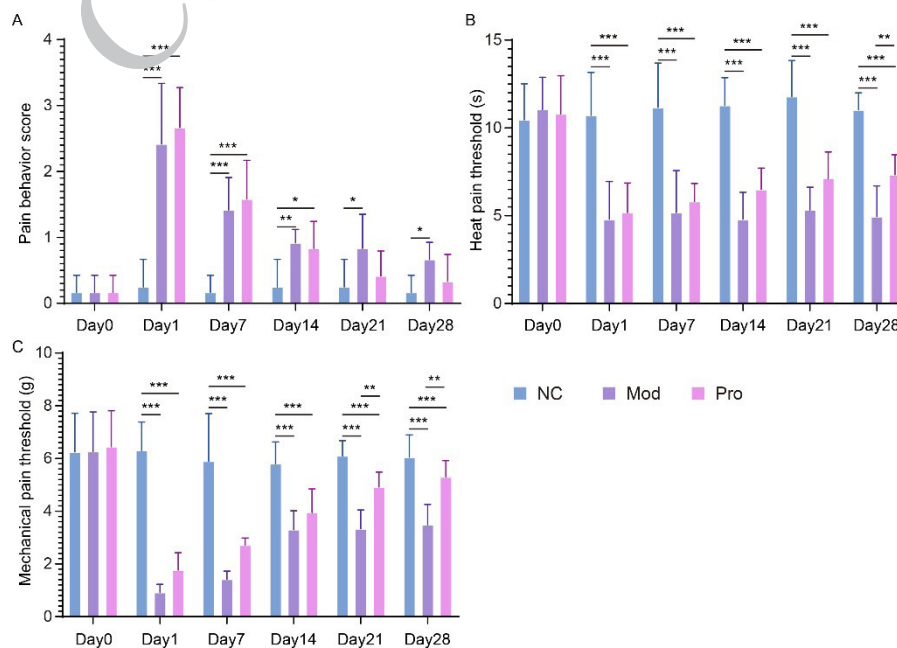 A
Pain behavior score
4
3
2
1
0
*** *** *** *** ** * * *
Day0 Day1 Day7 Day14 Day21 Day28
B
Heat pain threshold (s)
15
10
5
0
*** *** *** *** *** *** *** *** *** *** **
Day0 Day1 Day7 Day14 Day21 Day28
C
Mechanical pain threshold (g)
10
8
6
4
2
0
*** *** *** *** *** *** *** *** ** *** *** **
Day0 Day1 Day7 Day14 Day21 Day28
NC Mod Pro